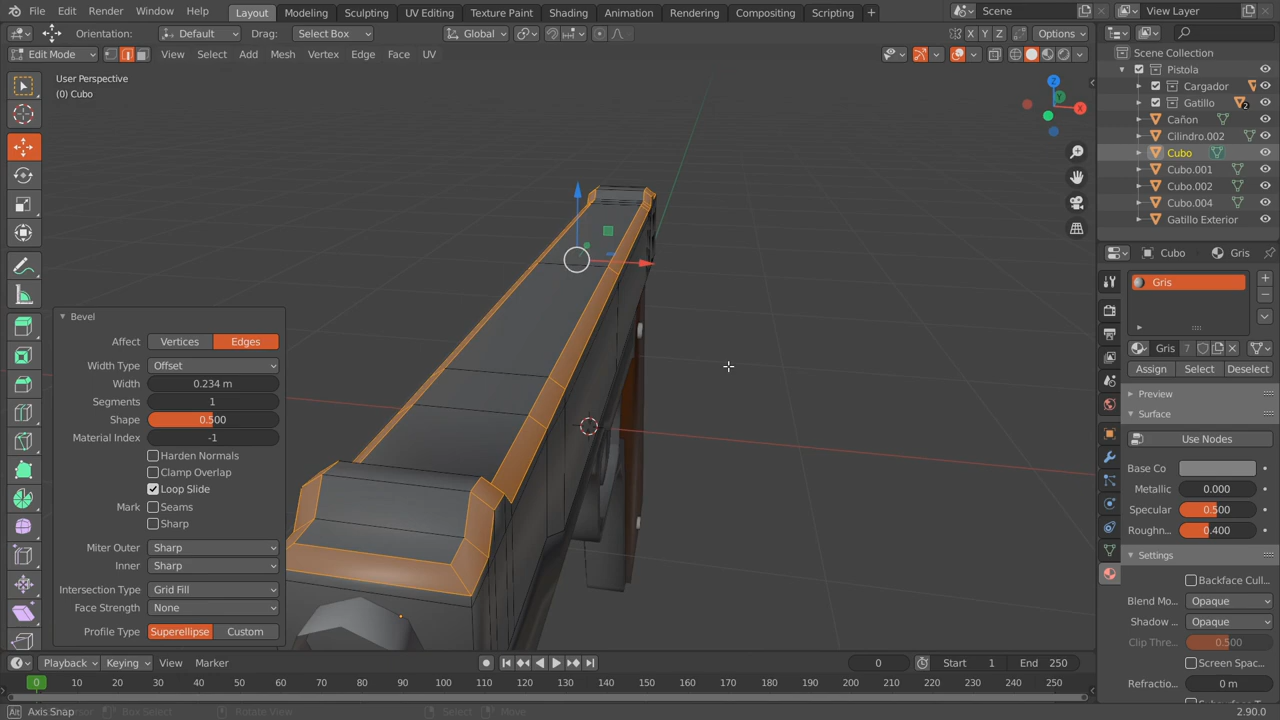 File Edit Render Window Help Layout Modeling Sculpting UV Editing Texture Paint Shading Animation Rendering Compositing Scripting + Scene View Layer
Orientation: Default Drag: Select Box Global X Y Z Options
Edit Mode View Select Add Mesh Vertex Edge Face UV
User Perspective
(0) Cubo
Z
Y
X
Scene Collection
Pistola
Cargador
Gatillo 2
Cañon
Cilindro.002
Cubo
Cubo.001
Cubo.002
Cubo.004
Gatillo Exterior
Cubo Gris
Gris
Gris 7
Assign Select Deselect
Preview
Surface
Use Nodes
Base Co
Metallic 0.000
Specular 0.500
Roughn... 0.400
Settings
Backface Cull...
Blend Mo... Opaque
Shadow ... Opaque
Clip Thre... 0.500
Screen Spac...
Refractio... 0 m
Bevel
Affect Vertices Edges
Width Type Offset
Width 0.234 m
Segments 1
Shape 0.500
Material Index -1
Harden Normals
Clamp Overlap
Loop Slide
Mark Seams
Sharp
Miter Outer Sharp
Inner Sharp
Intersection Type Grid Fill
Face Strength None
Profile Type Superellipse Custom
Playback Keying View Marker 0 Start 1 End 250
0 10 20 30 40 50 60 70 80 90 100 110 120 130 140 150 160 170 180 190 200 210 220 230 240 250
Alt Axis Snap Box Select Rotate View Select Move 2.90.0